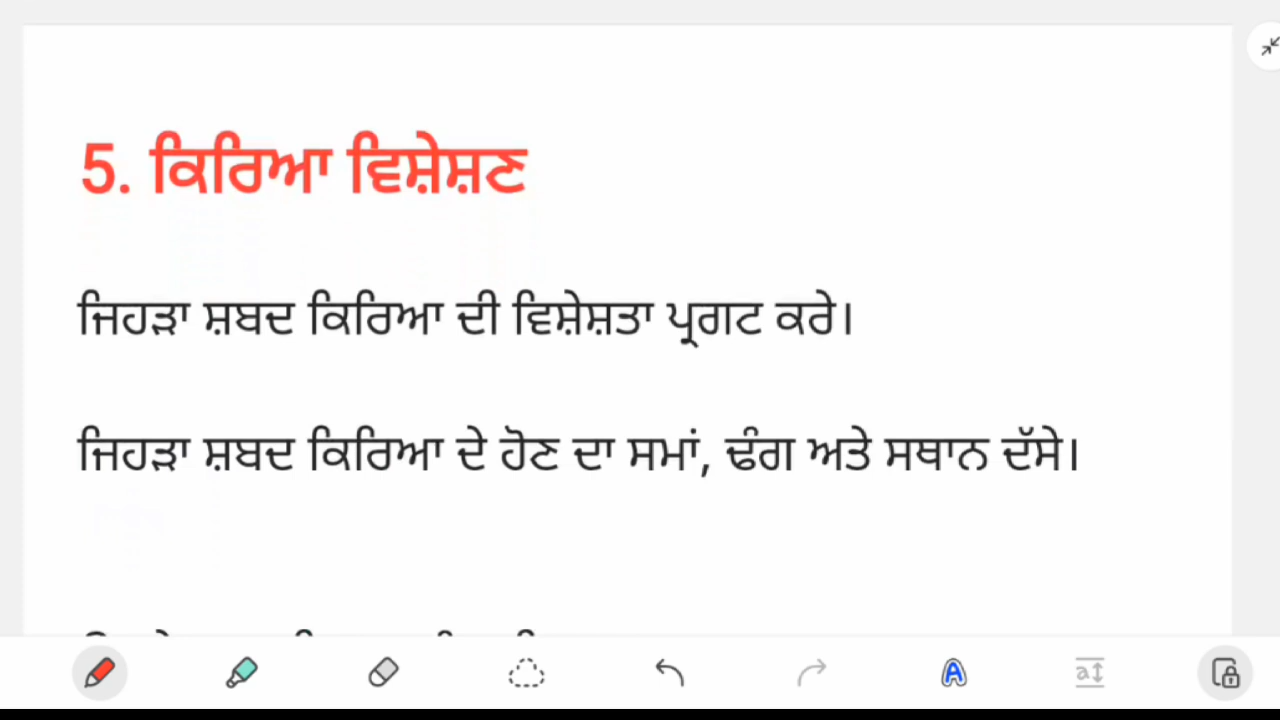 5. ਕਿਰਿਆ ਵਿਸ਼ੇਸ਼ਣ
ਜਿਹੜਾ ਸ਼ਬਦ ਕਿਰਿਆ ਦੀ ਵਿਸ਼ੇਸ਼ਤਾ ਪ੍ਰਗਟ ਕਰੇ।
ਜਿਹੜਾ ਸ਼ਬਦ ਕਿਰਿਆ ਦੇ ਹੋਣ ਦਾ ਸਮਾਂ, ਢੰਗ ਅਤੇ ਸਥਾਨ ਦੱਸੇ।
A
a